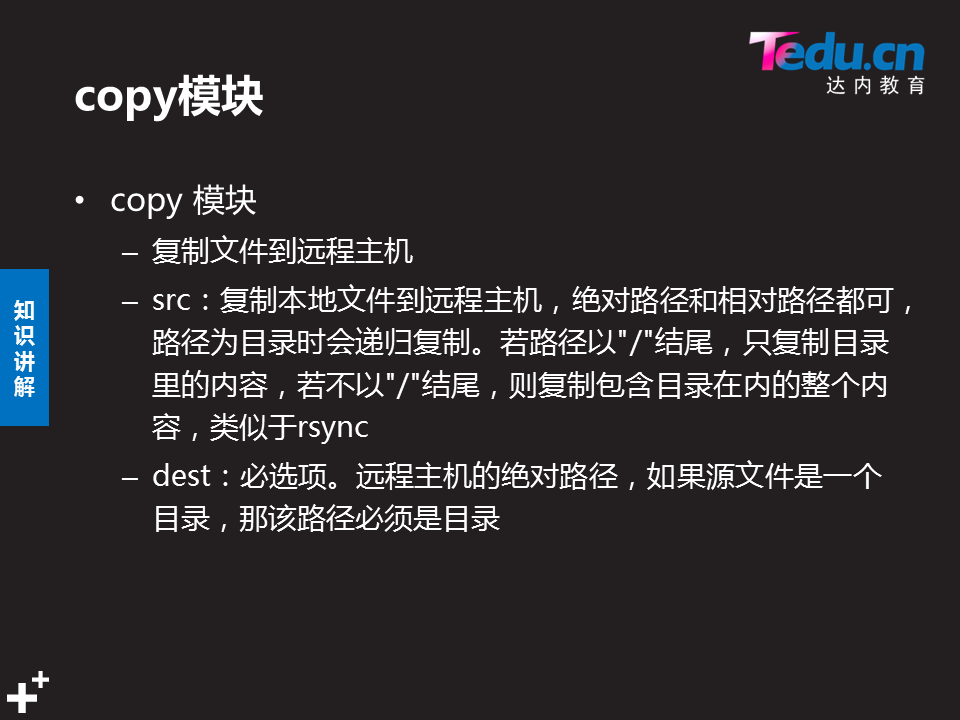 Tedu.cn
达内教育
copy模块
• copy 模块
– 复制文件到远程主机
– src：复制本地文件到远程主机，绝对路径和相对路径都可，
路径为目录时会递归复制。若路径以"/"结尾，只复制目录
里的内容，若不以"/"结尾，则复制包含目录在内的整个内
容，类似于rsync
– dest：必选项。远程主机的绝对路径，如果源文件是一个
目录，那该路径必须是目录
知
识
讲
解